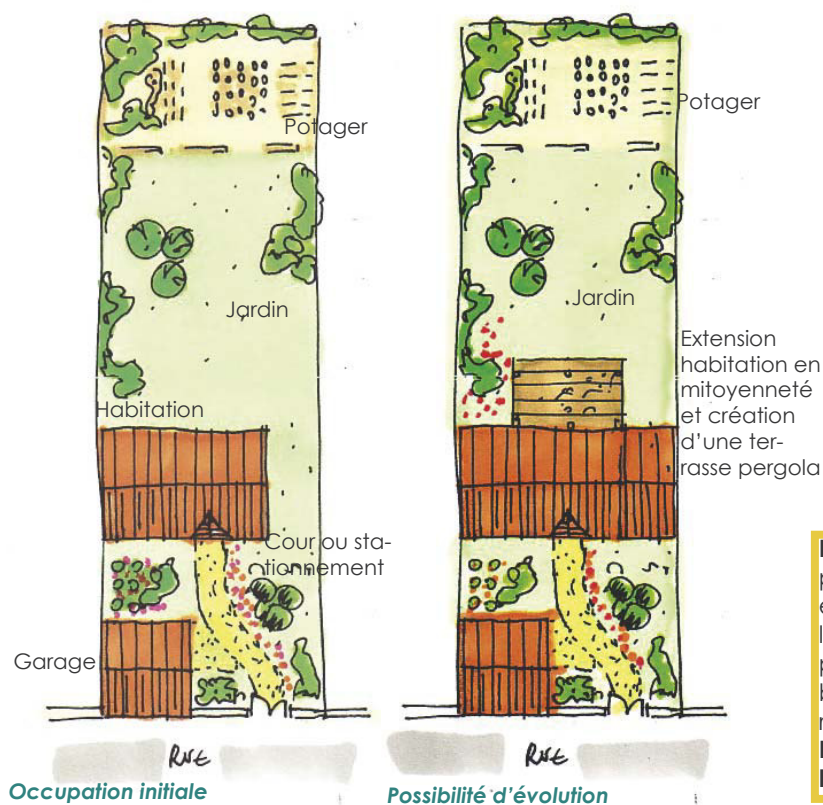 Potager
Jardin
Habitation
Cour ou sta-
tionnement
Garage
RUE
Occupation initiale
Potager
Jardin
Extension
habitation en
mitoyenneté
et création
d'une ter-
rasse pergola
RUE
Possibilité d'évolution